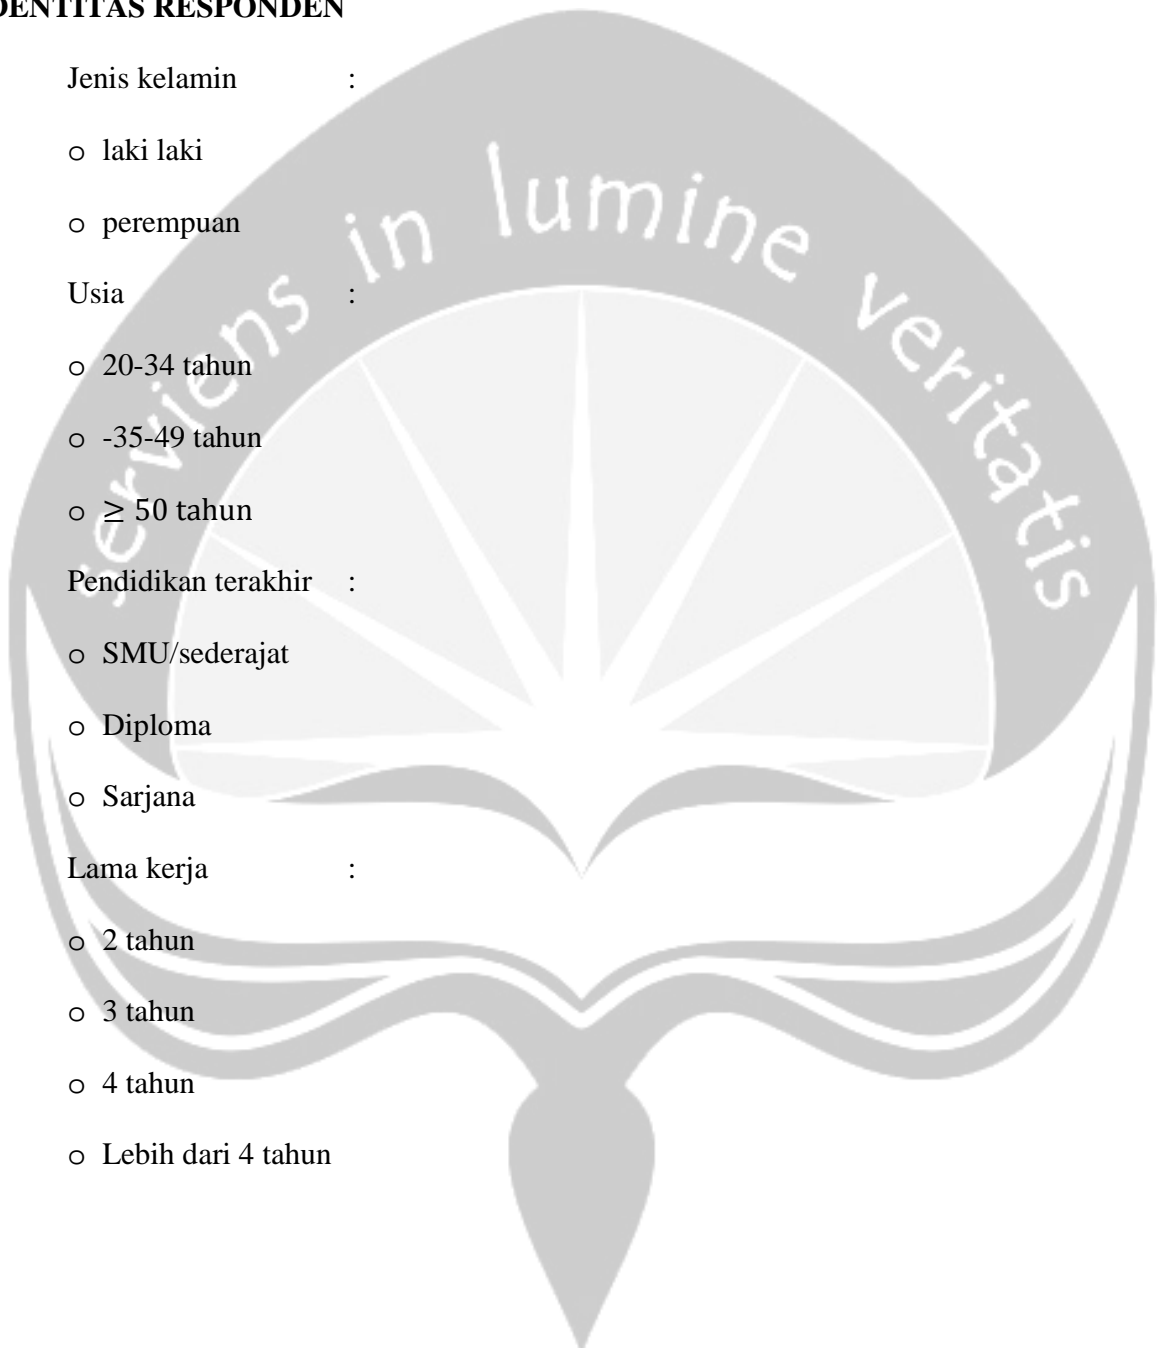 DENTITAS RESPONDEN
Jenis kelamin :
o laki laki
o perempuan
Usia :
o 20-34 tahun
o -35-49 tahun
o ≥ 50 tahun
Pendidikan terakhir :
o SMU/sederajat
o Diploma
o Sarjana
Lama kerja :
o 2 tahun
o 3 tahun
o 4 tahun
o Lebih dari 4 tahun
serviens in lumine veritatis